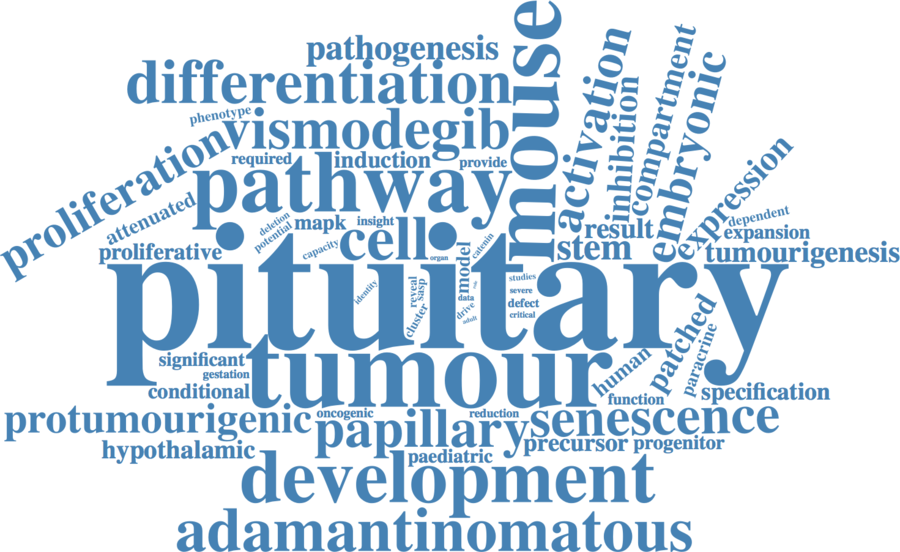 mouse
pathogenesis
differentiation
activation
inhibition
compartment
embryonic
phenotype
vismodegib
proliferation
required
induction
provide
pathway
expression
attenuated
deletion
potential
mapk
insight
dependent
result
expansion
proliferative
capacity
cell
organ
model
catenin
stem
tumourigenesis
pituitary
identity
reveal
sasp
cluster
data
drive
adult
studies
severe
defect
critical
significant
gestation
conditional
tumour
human
patched
paracrine
function
specification
protumourigenic
oncogenic
papillary
reduction
senescence
hypothalamic
paediatric
precursor
progenitor
development
adamantinomatous